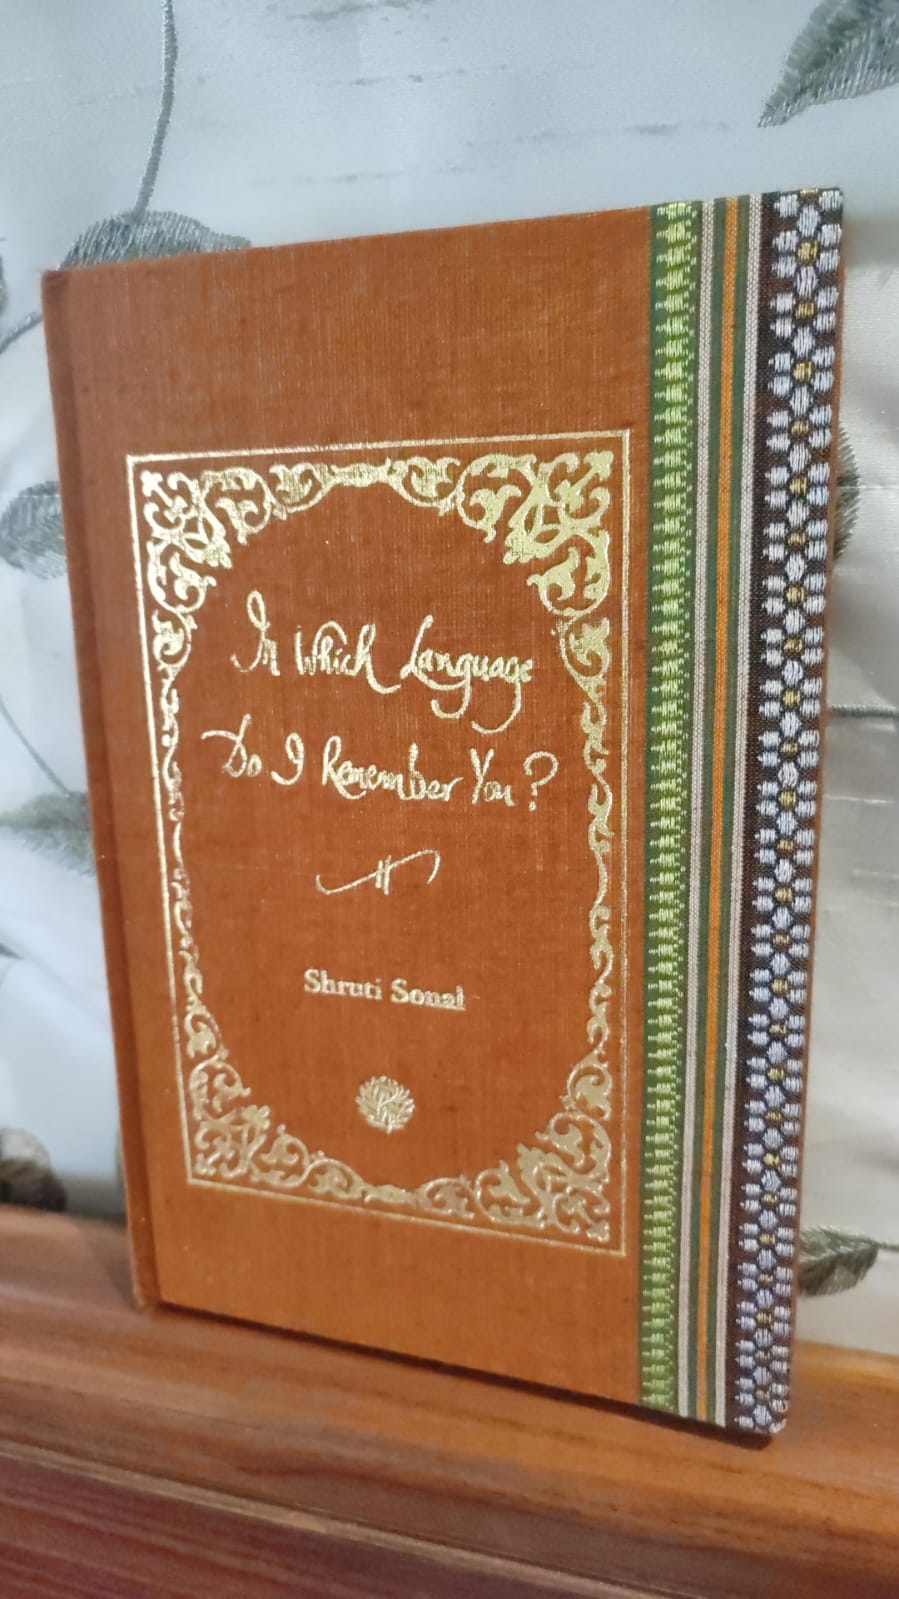 In Which Language
Do I Remember You?
Shruti Sonal